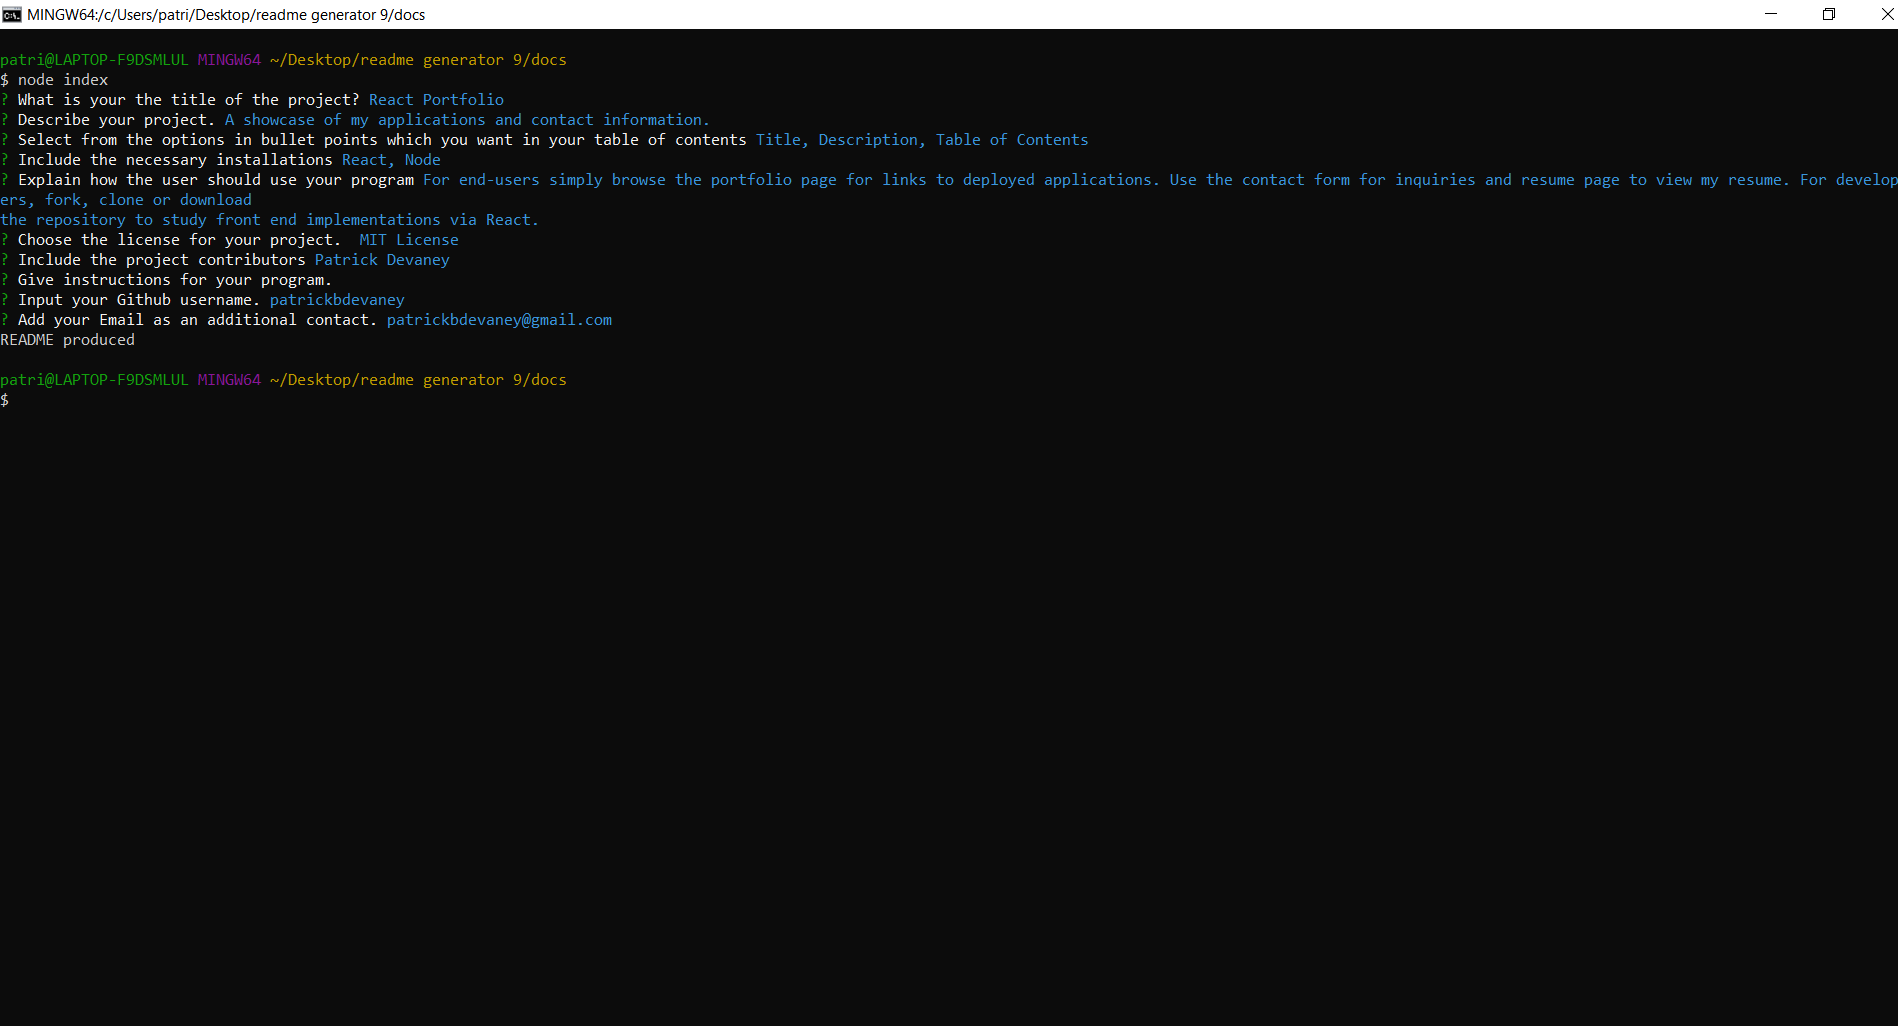 MINGW64:/c/Users/patri/Desktop/readme generator 9/docs
patri@LAPTOP-F9DSMLUL MINGW64 ~/Desktop/readme generator 9/docs
$ node index
? What is your the title of the project? React Portfolio
? Describe your project. A showcase of my applications and contact information.
? Select from the options in bullet points which you want in your table of contents Title, Description, Table of Contents
? Include the necessary installations React, Node
? Explain how the user should use your program For end-users simply browse the portfolio page for links to deployed applications. Use the contact form for inquiries and resume page to view my resume. For develop
ers, fork, clone or download
the repository to study front end implementations via React.
? Choose the license for your project.  MIT License
? Include the project contributors Patrick Devaney
? Give instructions for your program.
? Input your Github username. patrickbdevaney
? Add your Email as an additional contact. patrickbdevaney@gmail.com
README produced
patri@LAPTOP-F9DSMLUL MINGW64 ~/Desktop/readme generator 9/docs
$